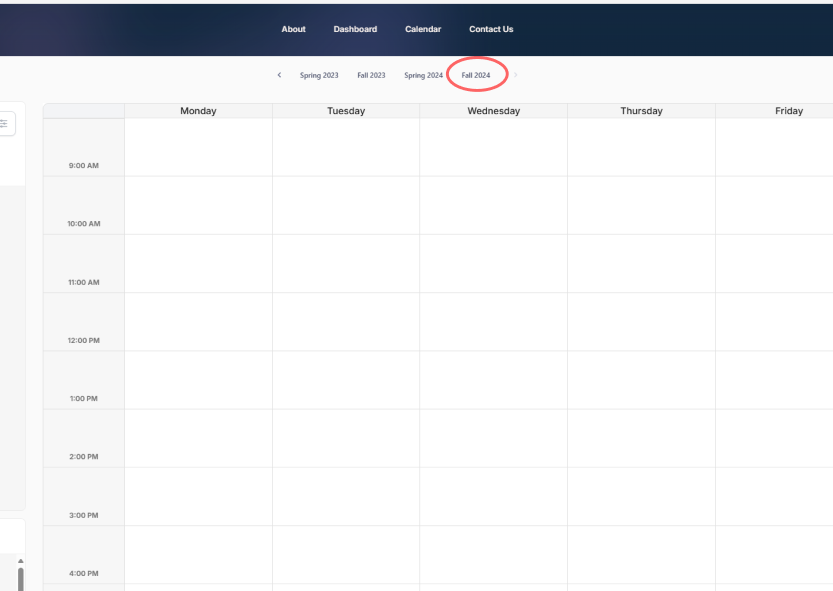 About Dashboard Calendar Contact Us
< Spring 2023 Fall 2023 Spring 2024 Fall 2024 >
Monday Tuesday Wednesday Thursday Friday
9:00 AM
10:00 AM
11:00 AM
12:00 PM
1:00 PM
2:00 PM
3:00 PM
4:00 PM